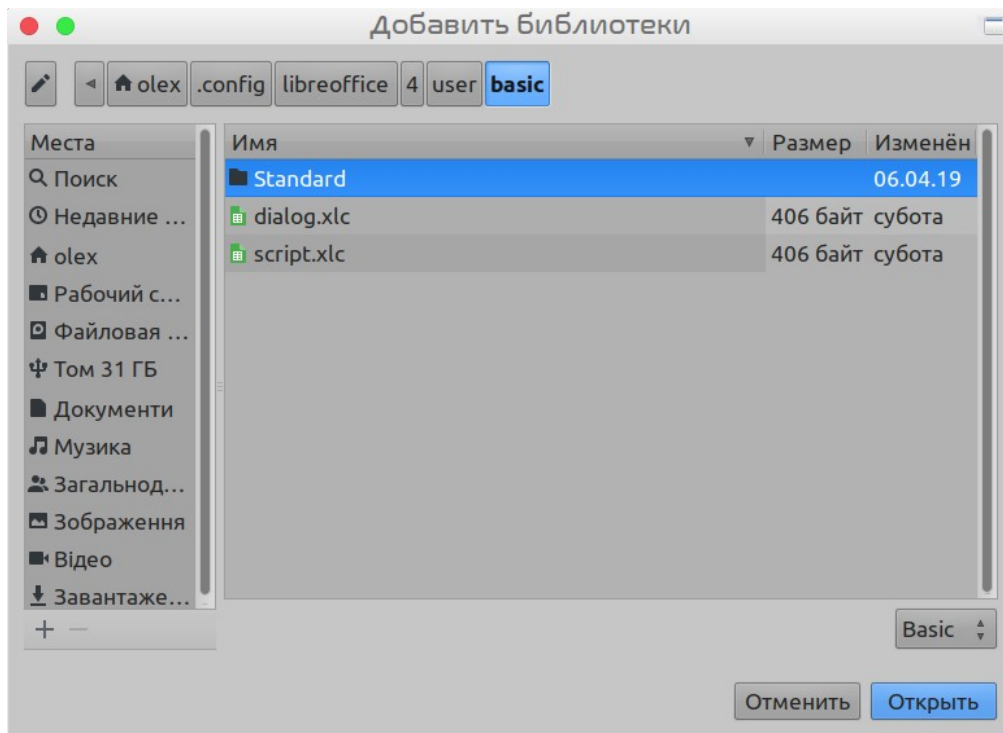 Добавить библиотеки
olex .config libreoffice 4 user basic
Места
Имя Размер Изменён
Поиск
Standard 06.04.19
Недавние ...
dialog.xlc 406 байт субота
olex
script.xlc 406 байт субота
Рабочий с...
Файловая ...
Том 31 ГБ
Документи
Музика
Загальнод...
Зображення
Відео
Завантаже...
Basic
Отменить Открыть